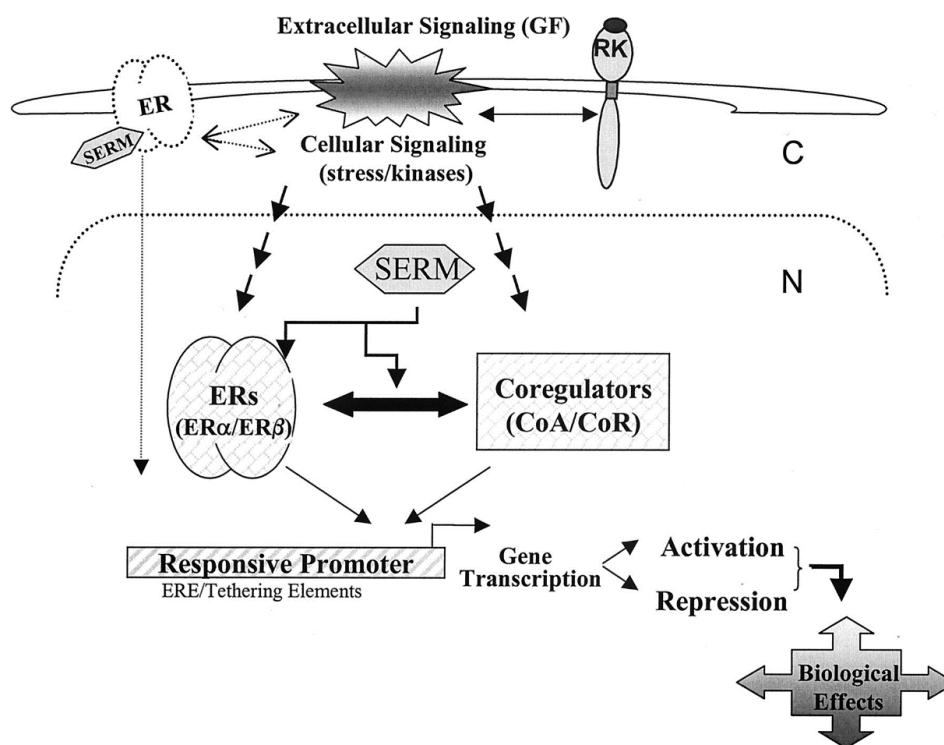 Extracellular Signaling (GF)
RK
ER
SERM
Cellular Signaling
(stress/kinases)
C
SERM
N
ERs
(ERα/ERβ)
Coregulators
(CoA/CoR)
Responsive Promoter
ERE/Tethering Elements
Gene
Transcription
Activation
Repression
Biological
Effects